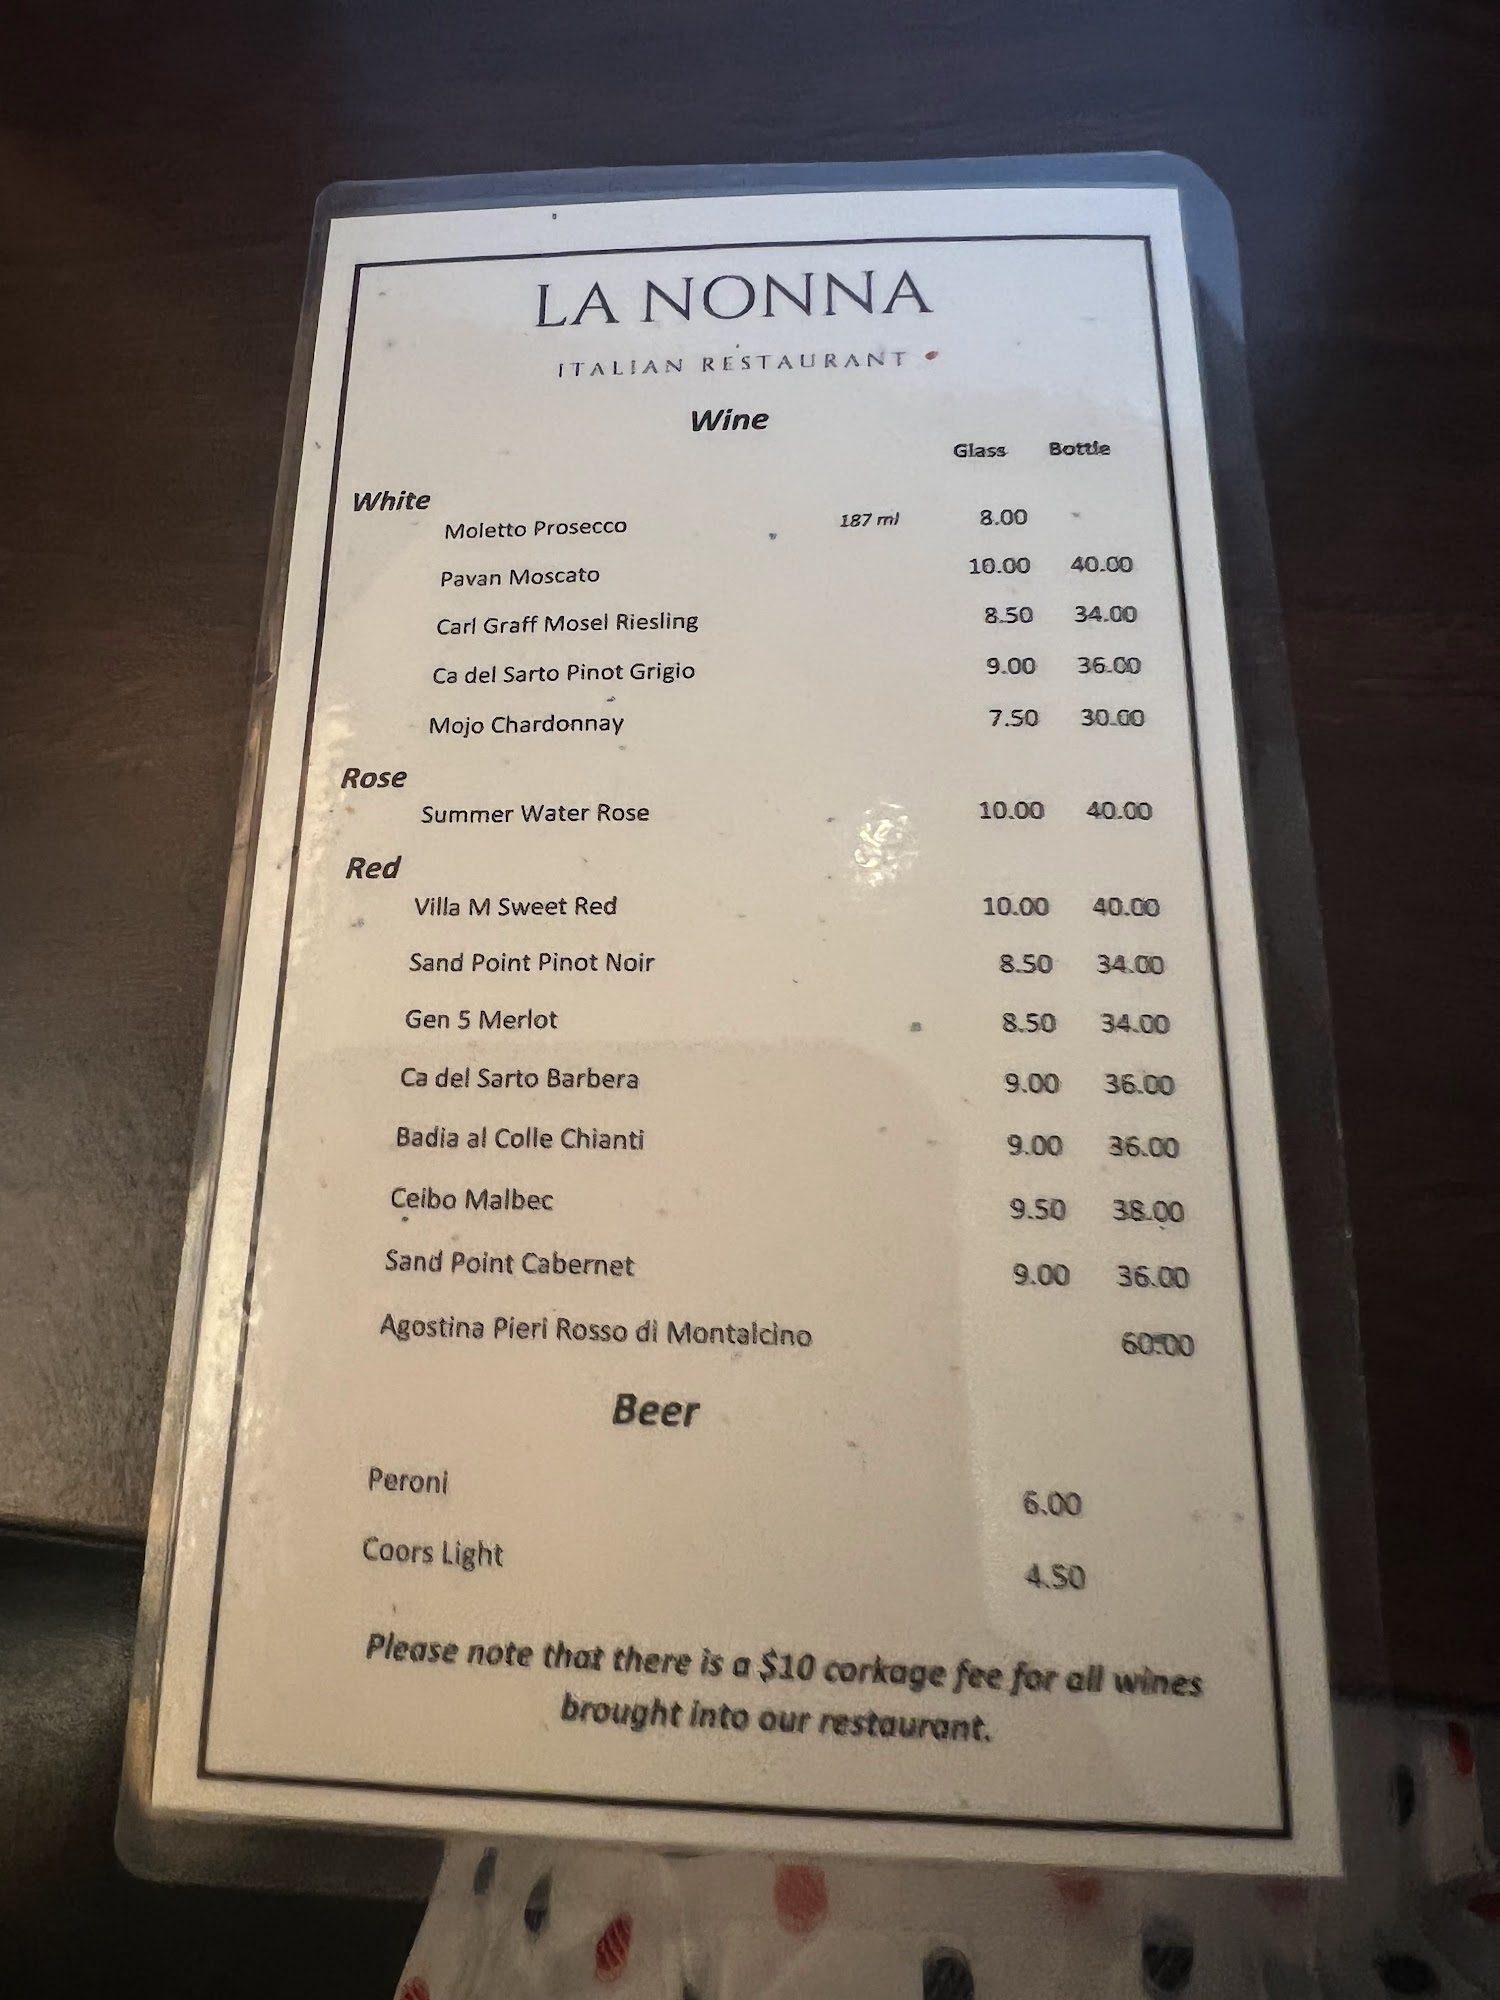 LA NONNA
ITALIAN RESTAURANT
Wine
Glass Bottle
White
Moletto Prosecco 187 ml 8.00
Pavan Moscato 10.00 40.00
Carl Graff Mosel Riesling 8.50 34.00
Ca del Sarto Pinot Grigio 9.00 36.00
Mojo Chardonnay 7.50 30.00
Rose
Summer Water Rose 10.00 40.00
Red
Villa M Sweet Red 10.00 40.00
Sand Point Pinot Noir 8.50 34.00
Gen 5 Merlot 8.50 34.00
Ca del Sarto Barbera 9.00 36.00
Badia al Colle Chianti 9.00 36.00
Ceibo Malbec 9.50 38.00
Sand Point Cabernet 9.00 36.00
Agostina Pieri Rosso di Montalcino 60.00
Beer
Peroni 6.00
Coors Light 4.50
Please note that there is a $10 corkage fee for all wines
brought into our restaurant.